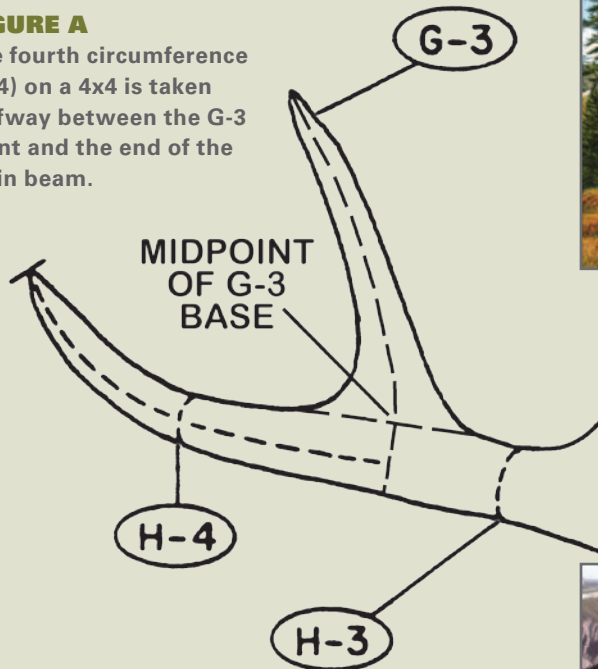 GURE A
e fourth circumference
4) on a 4x4 is taken
fway between the G-3
nt and the end of the
in beam.
G-3
MIDPOINT
OF G-3
BASE
H-4
H-3